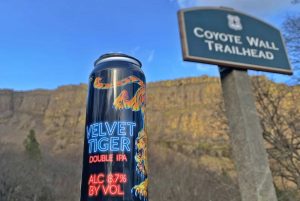 COYOTE WALL
TRAILHEAD
VELVET
TIGER
DOUBLE IPA
ALC 8.7%
BY VOL